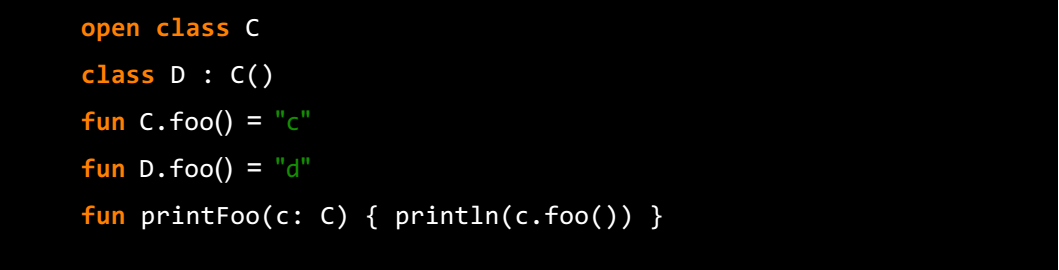 open class C
class D : C()
fun C.foo() = "c"
fun D.foo() = "d"
fun printFoo(c: C) { println(c.foo()) }